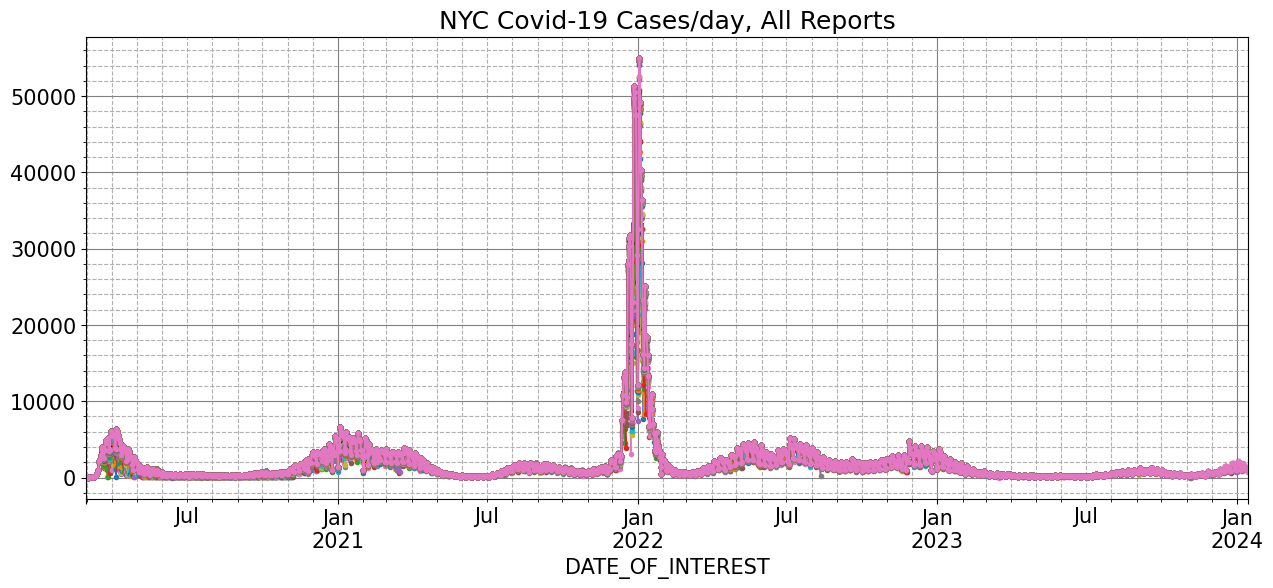 NYC Covid-19 Cases/day, All Reports
50000
40000
30000
20000
10000
0
Jul Jan Jul Jan Jul Jan Jul Jan
2021 2022 2023 2024
DATE_OF_INTEREST